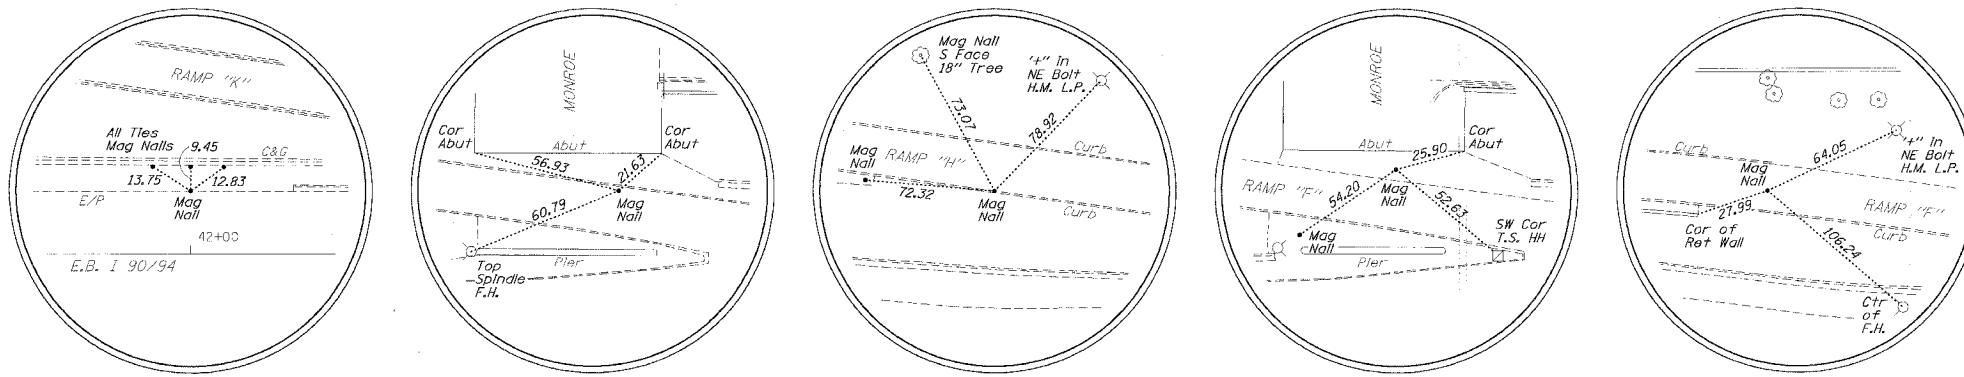 RAMP "K"
All Ties
Mag Nails
9.45
C&G
13.75
12.83
E/P
Mag
Nail
42+00
E.B. I 90/94
MONROE
Cor
Abut
Abut
Cor
Abut
56.93
21.63
60.79
Mag
Nail
Pier
Top
Spindle
F.H.
Mag Nail
S Face
18" Tree
"+" In
NE Bolt
H.M. L.P.
73.07
78.92
Mag
Nail
RAMP "H"
Curb
72.32
Mag
Nail
Curb
MONROE
Abut
Cor
Abut
25.90
RAMP "F"
Mag
Nail
54.20
52.63
SW Cor
T.S. HH
Mag
Nail
Pier
Curb
64.05
"+" In
NE Bolt
H.M. L.P.
Mag
Nail
27.99
RAMP "F"
Curb
Cor of
Ret Wall
106.24
Ctr
of
F.H.